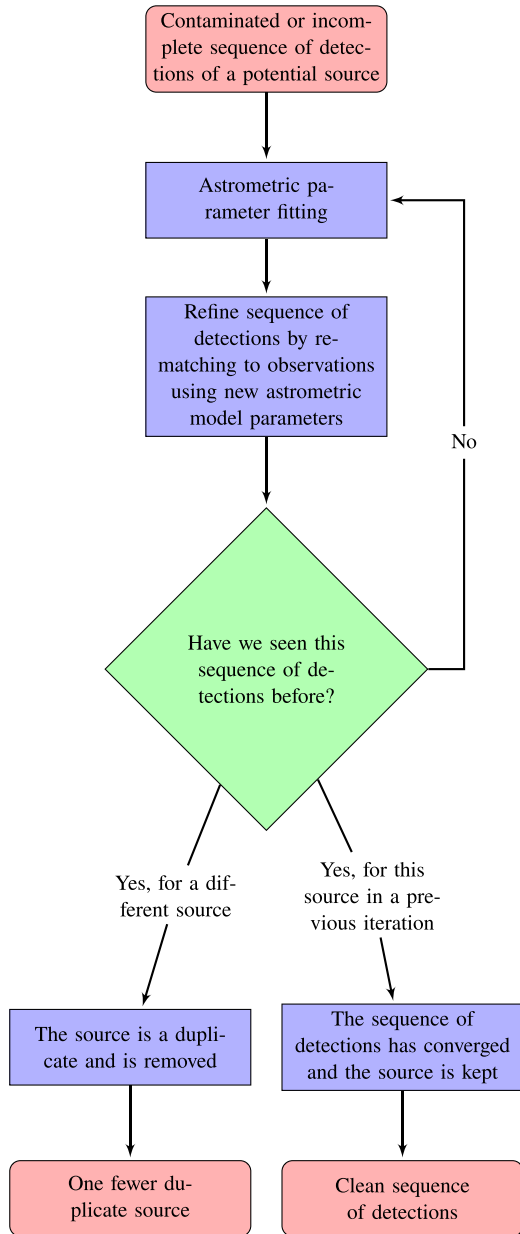 Contaminated or incom-
plete sequence of detec-
tions of a potential source
Astrometric pa-
rameter fitting
Refine sequence of
detections by re-
matching to observations
using new astrometric
model parameters
No
Have we seen this
sequence of de-
tections before?
Yes, for a dif-
ferent source
Yes, for this
source in a pre-
vious iteration
The source is a dupli-
cate and is removed
The sequence of
detections has converged
and the source is kept
One fewer du-
plicate source
Clean sequence
of detections